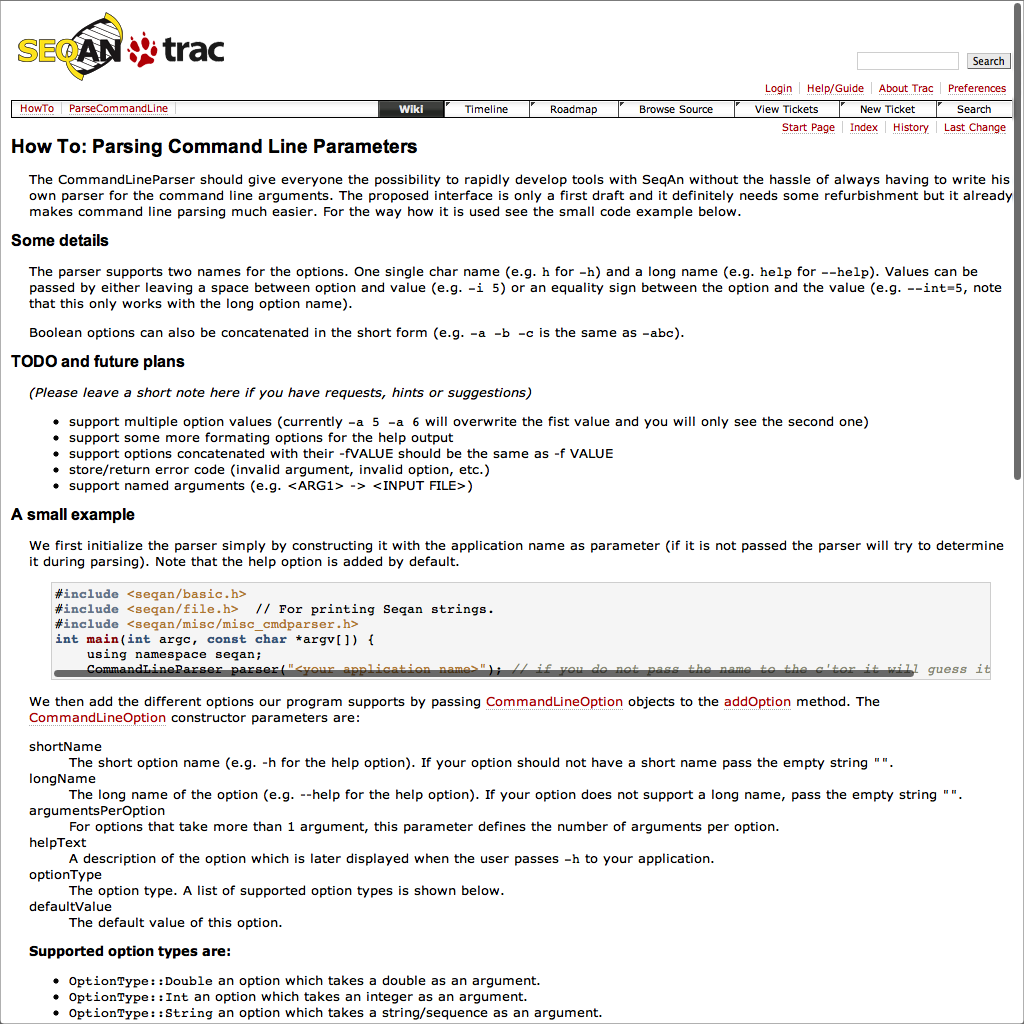 SEQAN trac
Search
Login Help/Guide About Trac Preferences
HowTo ParseCommandLine Wiki Timeline Roadmap Browse Source View Tickets New Ticket Search
Start Page Index History Last Change
How To: Parsing Command Line Parameters
The CommandLineParser should give everyone the possibility to rapidly develop tools with SeqAn without the hassle of always having to write his
own parser for the command line arguments. The proposed interface is only a first draft and it definitely needs some refurbishment but it already
makes command line parsing much easier. For the way how it is used see the small code example below.
Some details
The parser supports two names for the options. One single char name (e.g. h for -h) and a long name (e.g. help for --help). Values can be
passed by either leaving a space between option and value (e.g. -i 5) or an equality sign between the option and the value (e.g. --int=5, note
that this only works with the long option name).
Boolean options can also be concatenated in the short form (e.g. -a -b -c is the same as -abc).
TODO and future plans
(Please leave a short note here if you have requests, hints or suggestions)
• support multiple option values (currently -a 5 -a 6 will overwrite the fist value and you will only see the second one)
• support some more formating options for the help output
• support options concatenated with their -fVALUE should be the same as -f VALUE
• store/return error code (invalid argument, invalid option, etc.)
• support named arguments (e.g. <ARG1> -> <INPUT FILE>)
A small example
We first initialize the parser simply by constructing it with the application name as parameter (if it is not passed the parser will try to determine
it during parsing). Note that the help option is added by default.
#include <seqan/basic.h>
#include <seqan/file.h>  // For printing Seqan strings.
#include <seqan/misc/misc_cmdparser.h>
int main(int argc, const char *argv[]) {
    using namespace seqan;
    CommandLineParser parser("<your application name>"); // if you do not pass the name to the c'tor it will guess it
We then add the different options our program supports by passing CommandLineOption objects to the addOption method. The
CommandLineOption constructor parameters are:
shortName
The short option name (e.g. -h for the help option). If your option should not have a short name pass the empty string "".
longName
The long name of the option (e.g. --help for the help option). If your option does not support a long name, pass the empty string "".
argumentsPerOption
For options that take more than 1 argument, this parameter defines the number of arguments per option.
helpText
A description of the option which is later displayed when the user passes -h to your application.
optionType
The option type. A list of supported option types is shown below.
defaultValue
The default value of this option.
Supported option types are:
• OptionType::Double an option which takes a double as an argument.
• OptionType::Int an option which takes an integer as an argument.
• OptionType::String an option which takes a string/sequence as an argument.